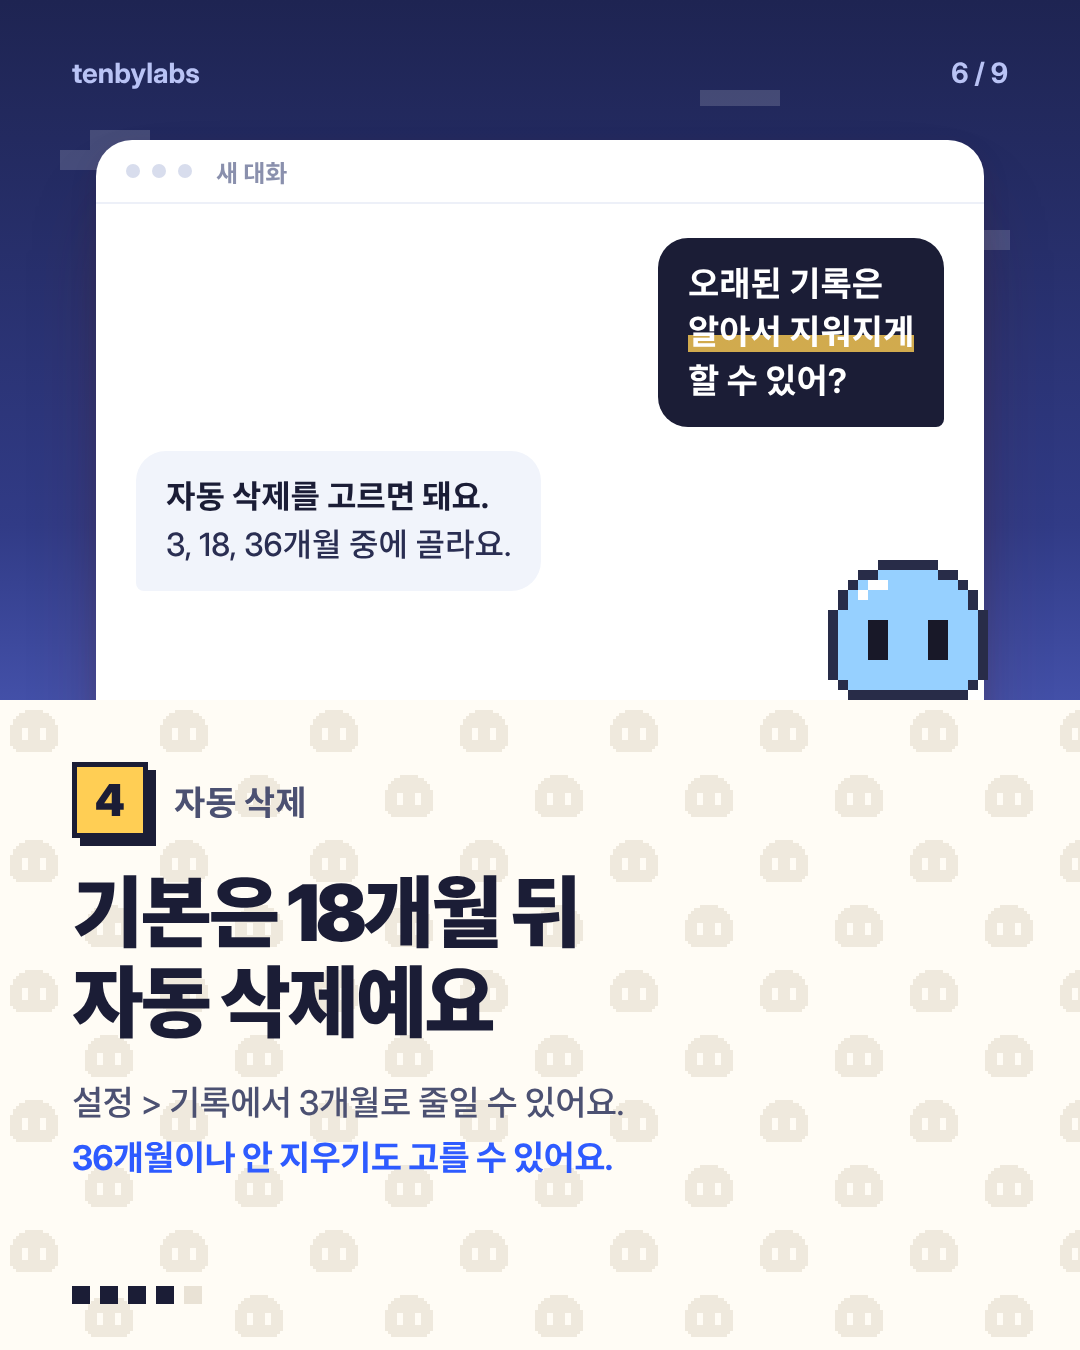 tenbylabs
6 / 9
새 대화
오래된 기록은
알아서 지워지게
할 수 있어?
자동 삭제를 고르면 돼요.
3, 18, 36개월 중에 골라요.
4
자동 삭제
기본은 18개월 뒤
자동 삭제예요
설정 > 기록에서 3개월로 줄일 수 있어요.
36개월이나 안 지우기도 고를 수 있어요.